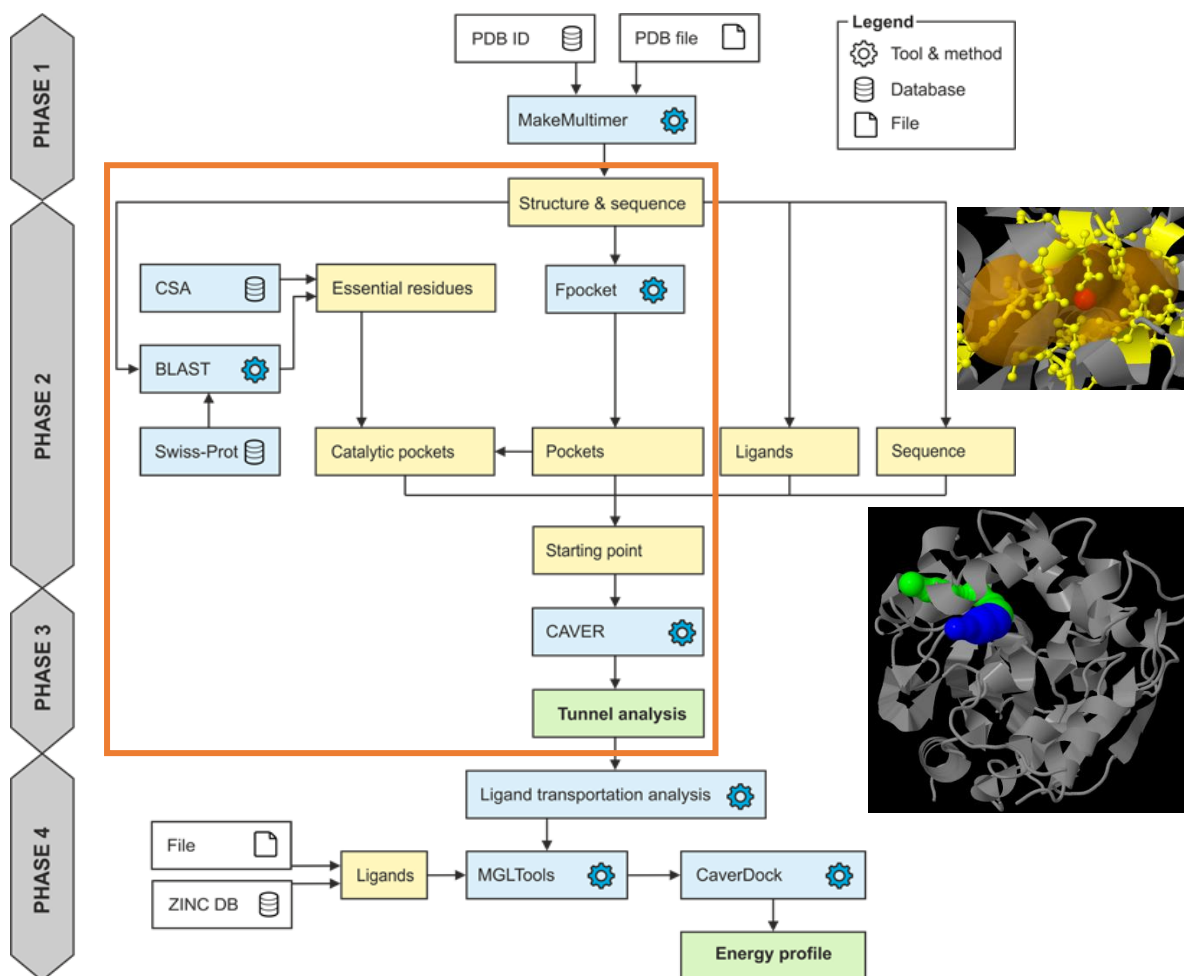 PHASE 1
PHASE 2
PHASE 3
PHASE 4
PDB ID
PDB file
Legend
Tool & method
Database
File
MakeMultimer
Structure & sequence
CSA
Essential residues
Fpocket
BLAST
Swiss-Prot
Catalytic pockets
Pockets
Ligands
Sequence
Starting point
CAVER
Tunnel analysis
Ligand transportation analysis
File
Ligands
MGLTools
CaverDock
ZINC DB
Energy profile